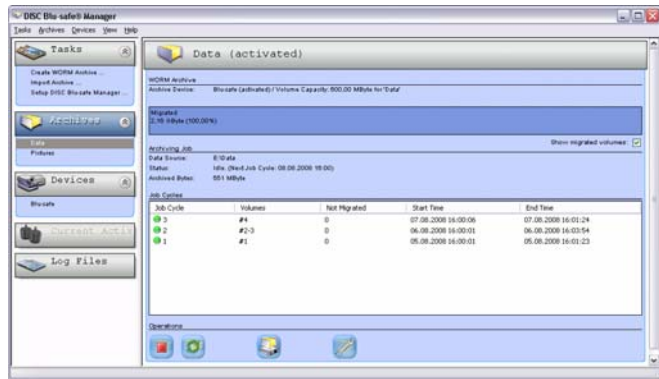 DISC Blu-safe® Manager
Tasks Archives Devices View Help
Tasks
Create WORM Archive ...
Import Archive ...
Setup DISC Blu-safe Manager ...
Archives
Data
Pictures
Devices
Blu-safe
Current Activ
Log Files
Data (activated)
WORM Archive
Archive Device: Blu-safe (activated) / Volume Capacity: 600,00 MByte for 'Data'
Migrated
(100,00%)
Show migrated volumes:
Archiving Job
Data Source: E:\Data
Status: Idle. (Next Job Cycle: 08.08.2008 16:00)
Archived Bytes: 551 MByte
Job Cycles
Job Cycle Volumes Not Migrated Start Time End Time
3 #4 0 07.08.2008 16:00:06 07.08.2008 16:01:24
2 #2-3 0 06.08.2008 16:00:01 06.08.2008 16:03:54
1 #1 0 05.08.2008 16:00:01 05.08.2008 16:01:23
Operations